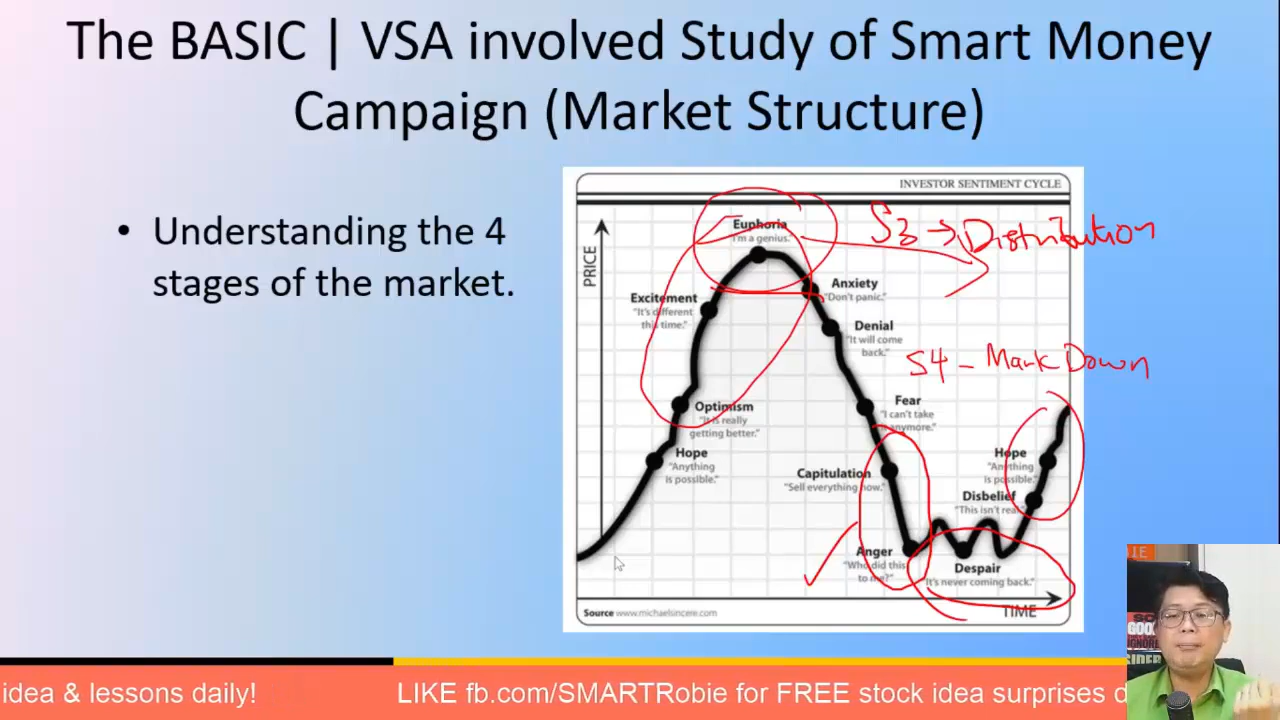 The BASIC | VSA involved Study of Smart Money
Campaign (Market Structure)
• Understanding the 4
stages of the market.
INVESTOR SENTIMENT CYCLE
PRICE
Euphoria
"I'm a genius."
S3 → Distribution
Excitement
"It's different
this time."
Anxiety
"Don't panic."
Denial
"It will come
back."
S4 - Mark Down
Optimism
"It is really
getting better."
Fear
"I can't take
it anymore."
Hope
"Anything
is possible."
Capitulation
"Sell everything now."
Hope
"Anything
is possible."
Disbelief
"This isn't real."
Anger
"Who did this
to me?"
Despair
"It's never coming back."
Source www.michaelsincere.com
TIME
idea & lessons daily!
LIKE fb.com/SMARTRobie for FREE stock idea surprises d
IE
GOO
SIDER